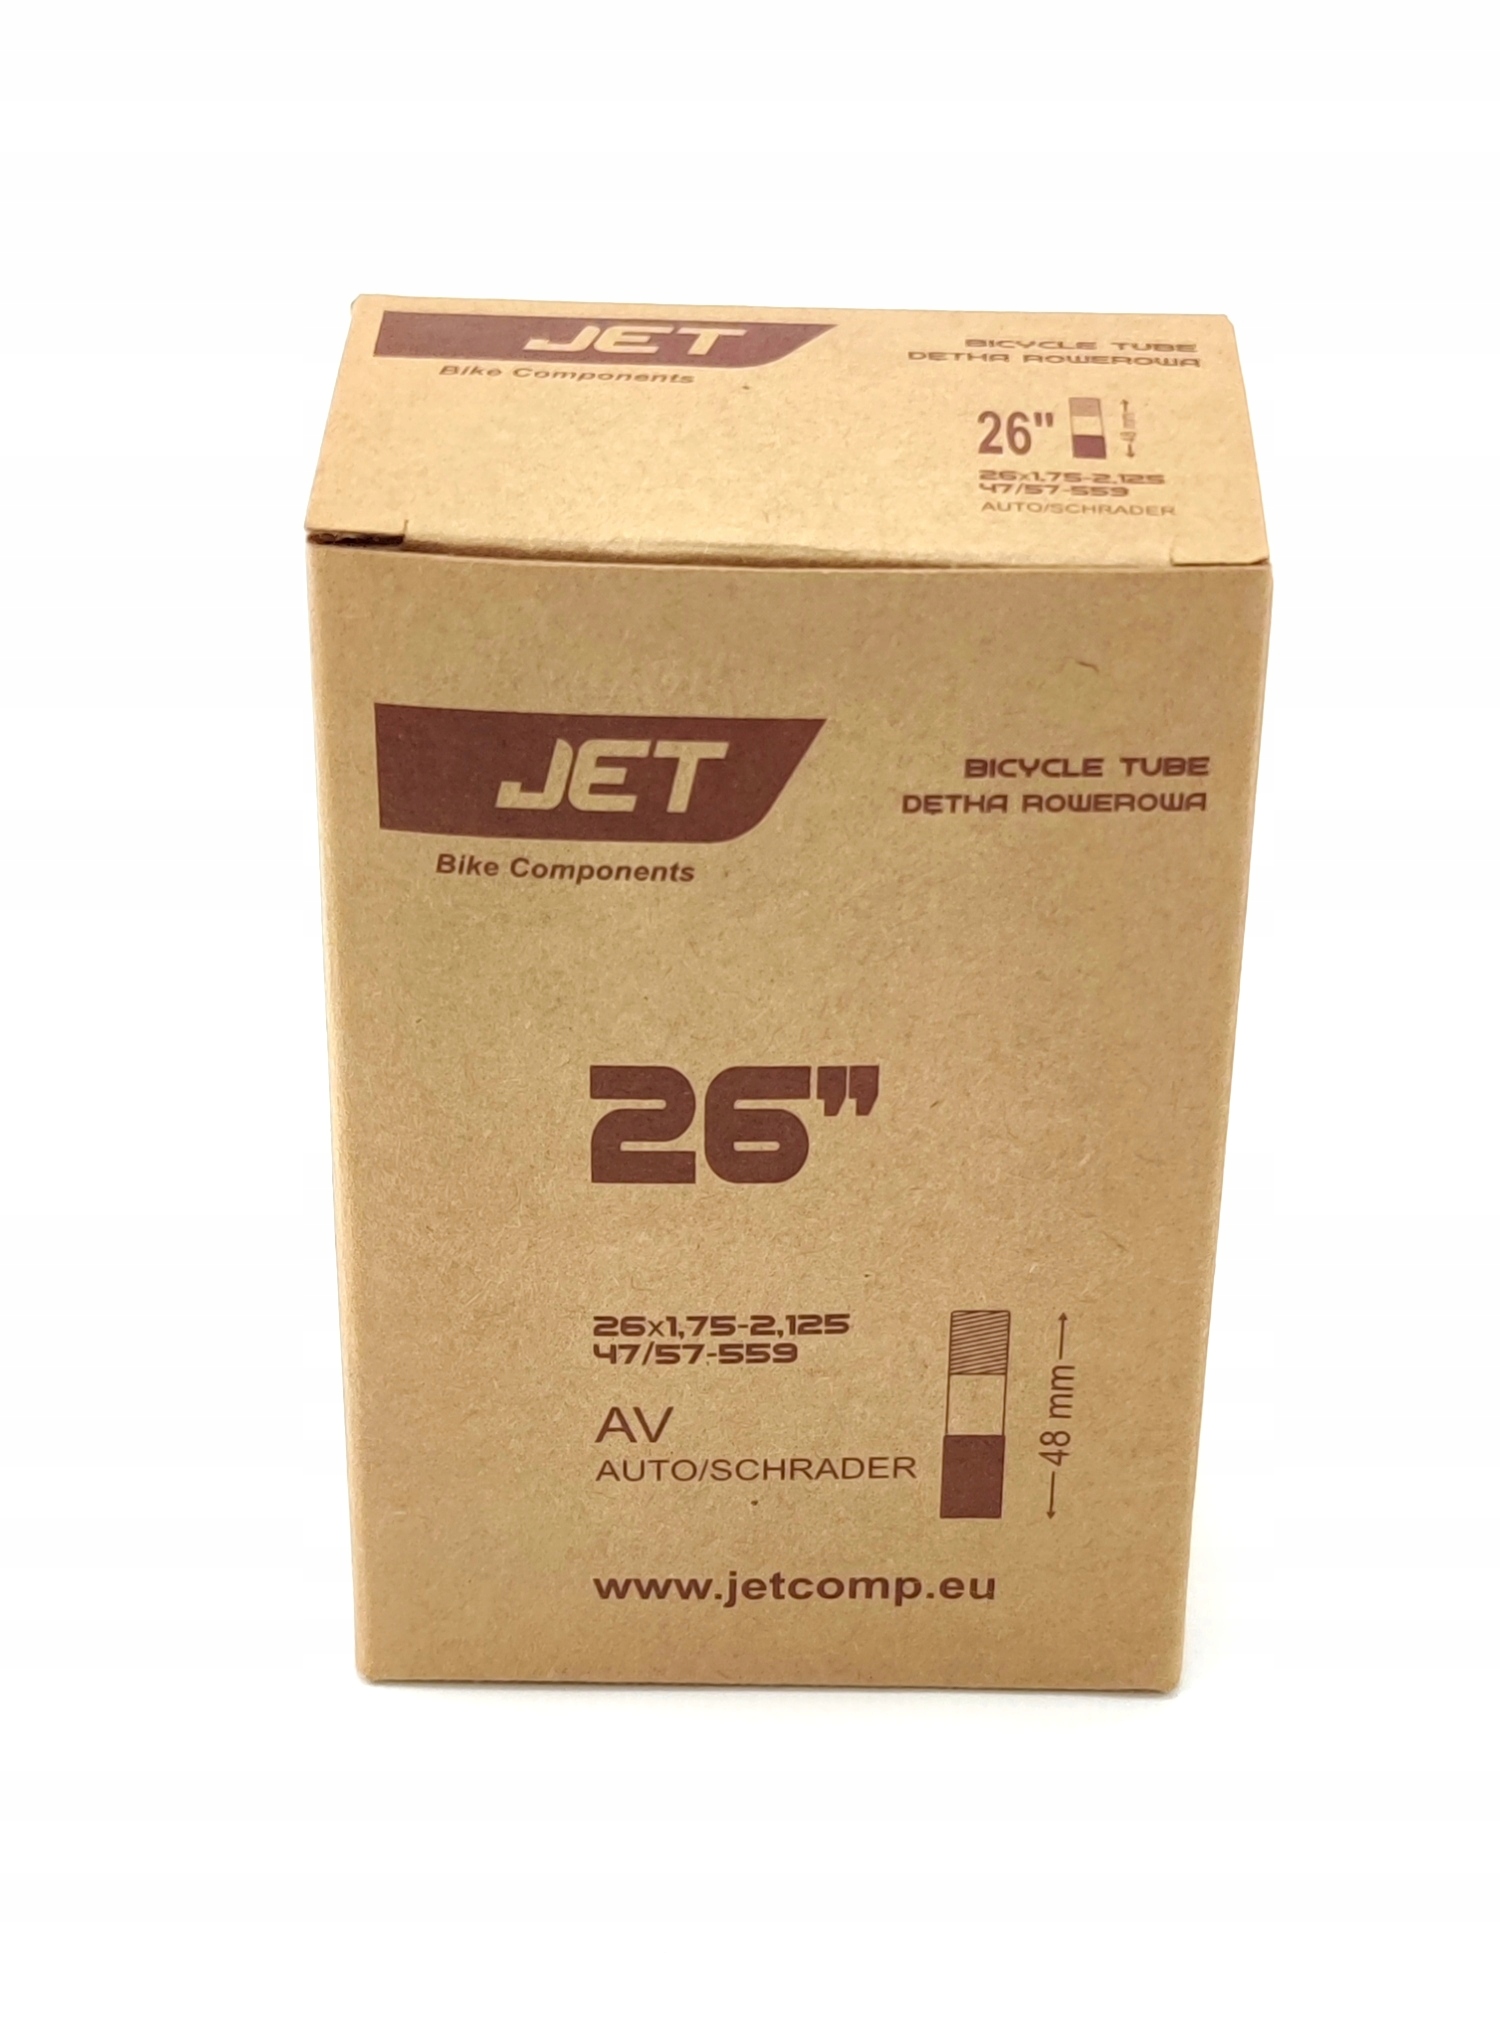 JET
Bike Components
BICYCLE TUBE
DĘTKA ROWEROWA
26"
26x1,75-2,125
47/57-559
AUTO/SCHRADER
JET
Bike Components
BICYCLE TUBE
DĘTKA ROWEROWA
26"
26x1,75-2,125
47/57-559
AV
AUTO/SCHRADER
48 mm
www.jetcomp.eu